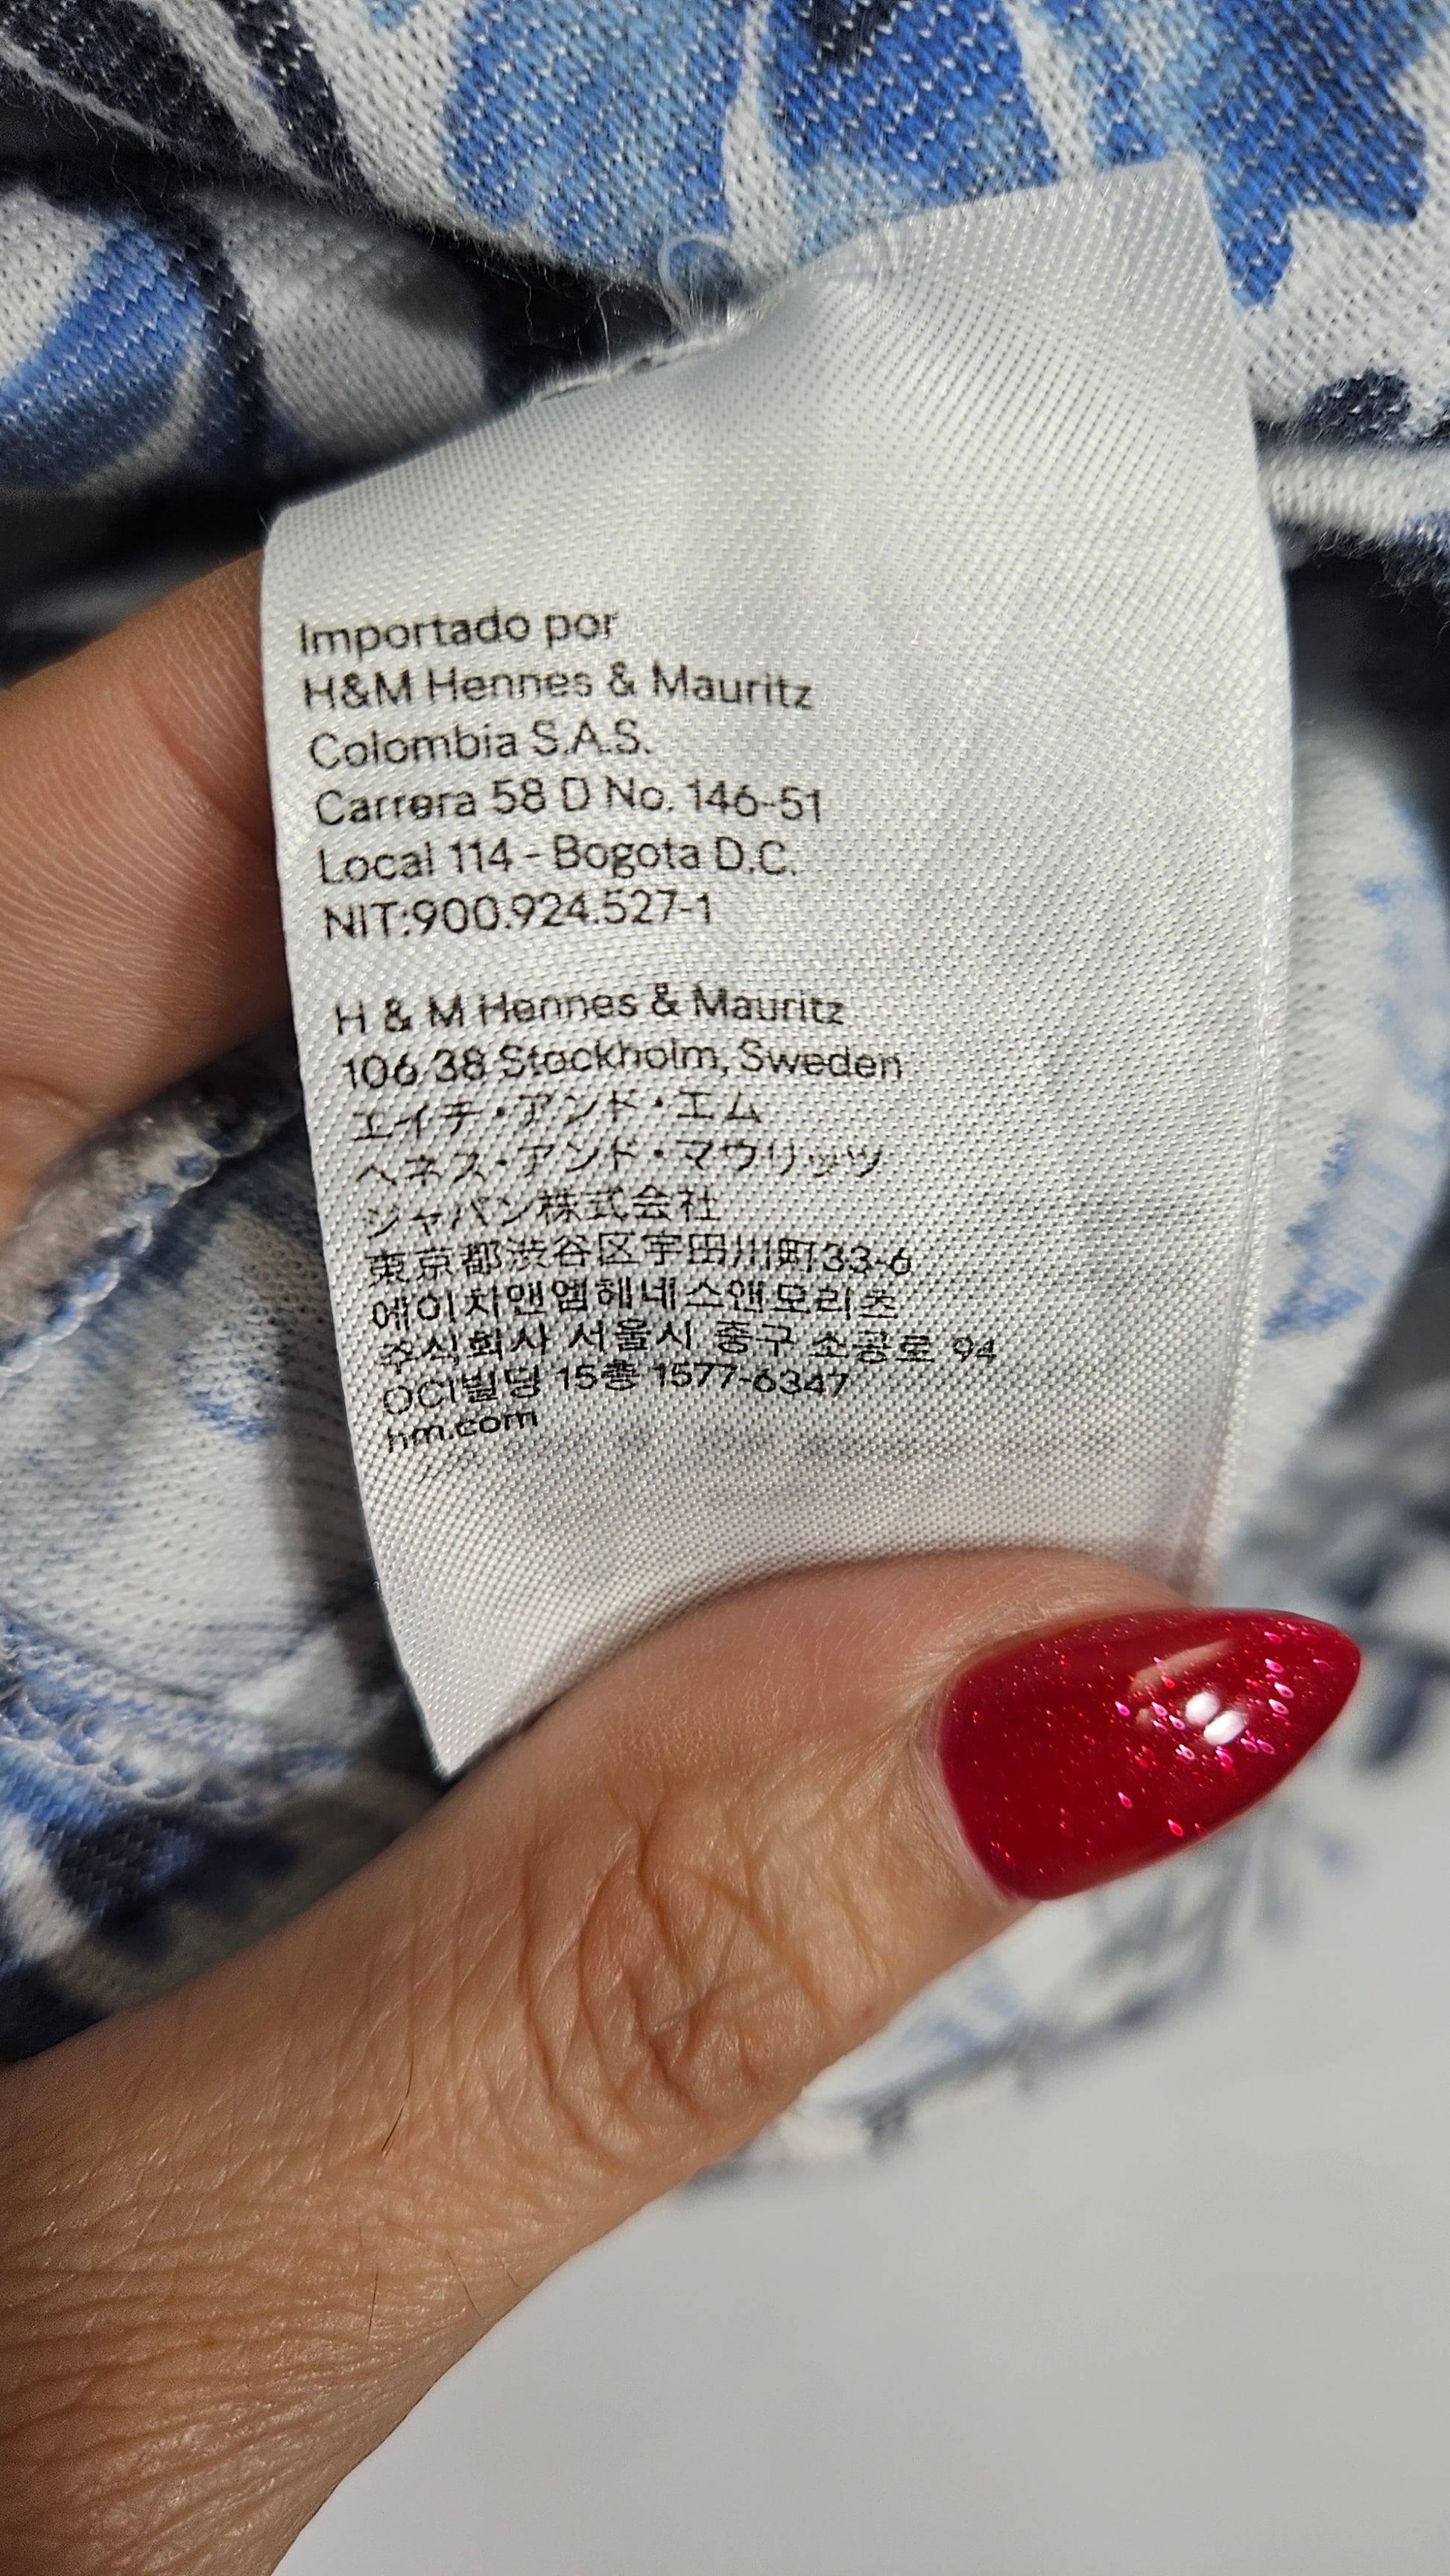 Importado por
H&M Hennes & Mauritz
Colombia S.A.S.
Carrera 58 D No. 146-51
Local 114 - Bogota D.C.
NIT:900.924.527-1
H & M Hennes & Mauritz
106 38 Stockholm, Sweden
エイチ・アンド・エム
ヘネス・アンド・マウリッツ
ジャパン株式会社
東京都渋谷区宇田川町33-6
에이치앤엠헤네스앤모리츠
주식회사 서울시 중구 소공로 94
OCI빌딩 15층 1577-6347
hm.com